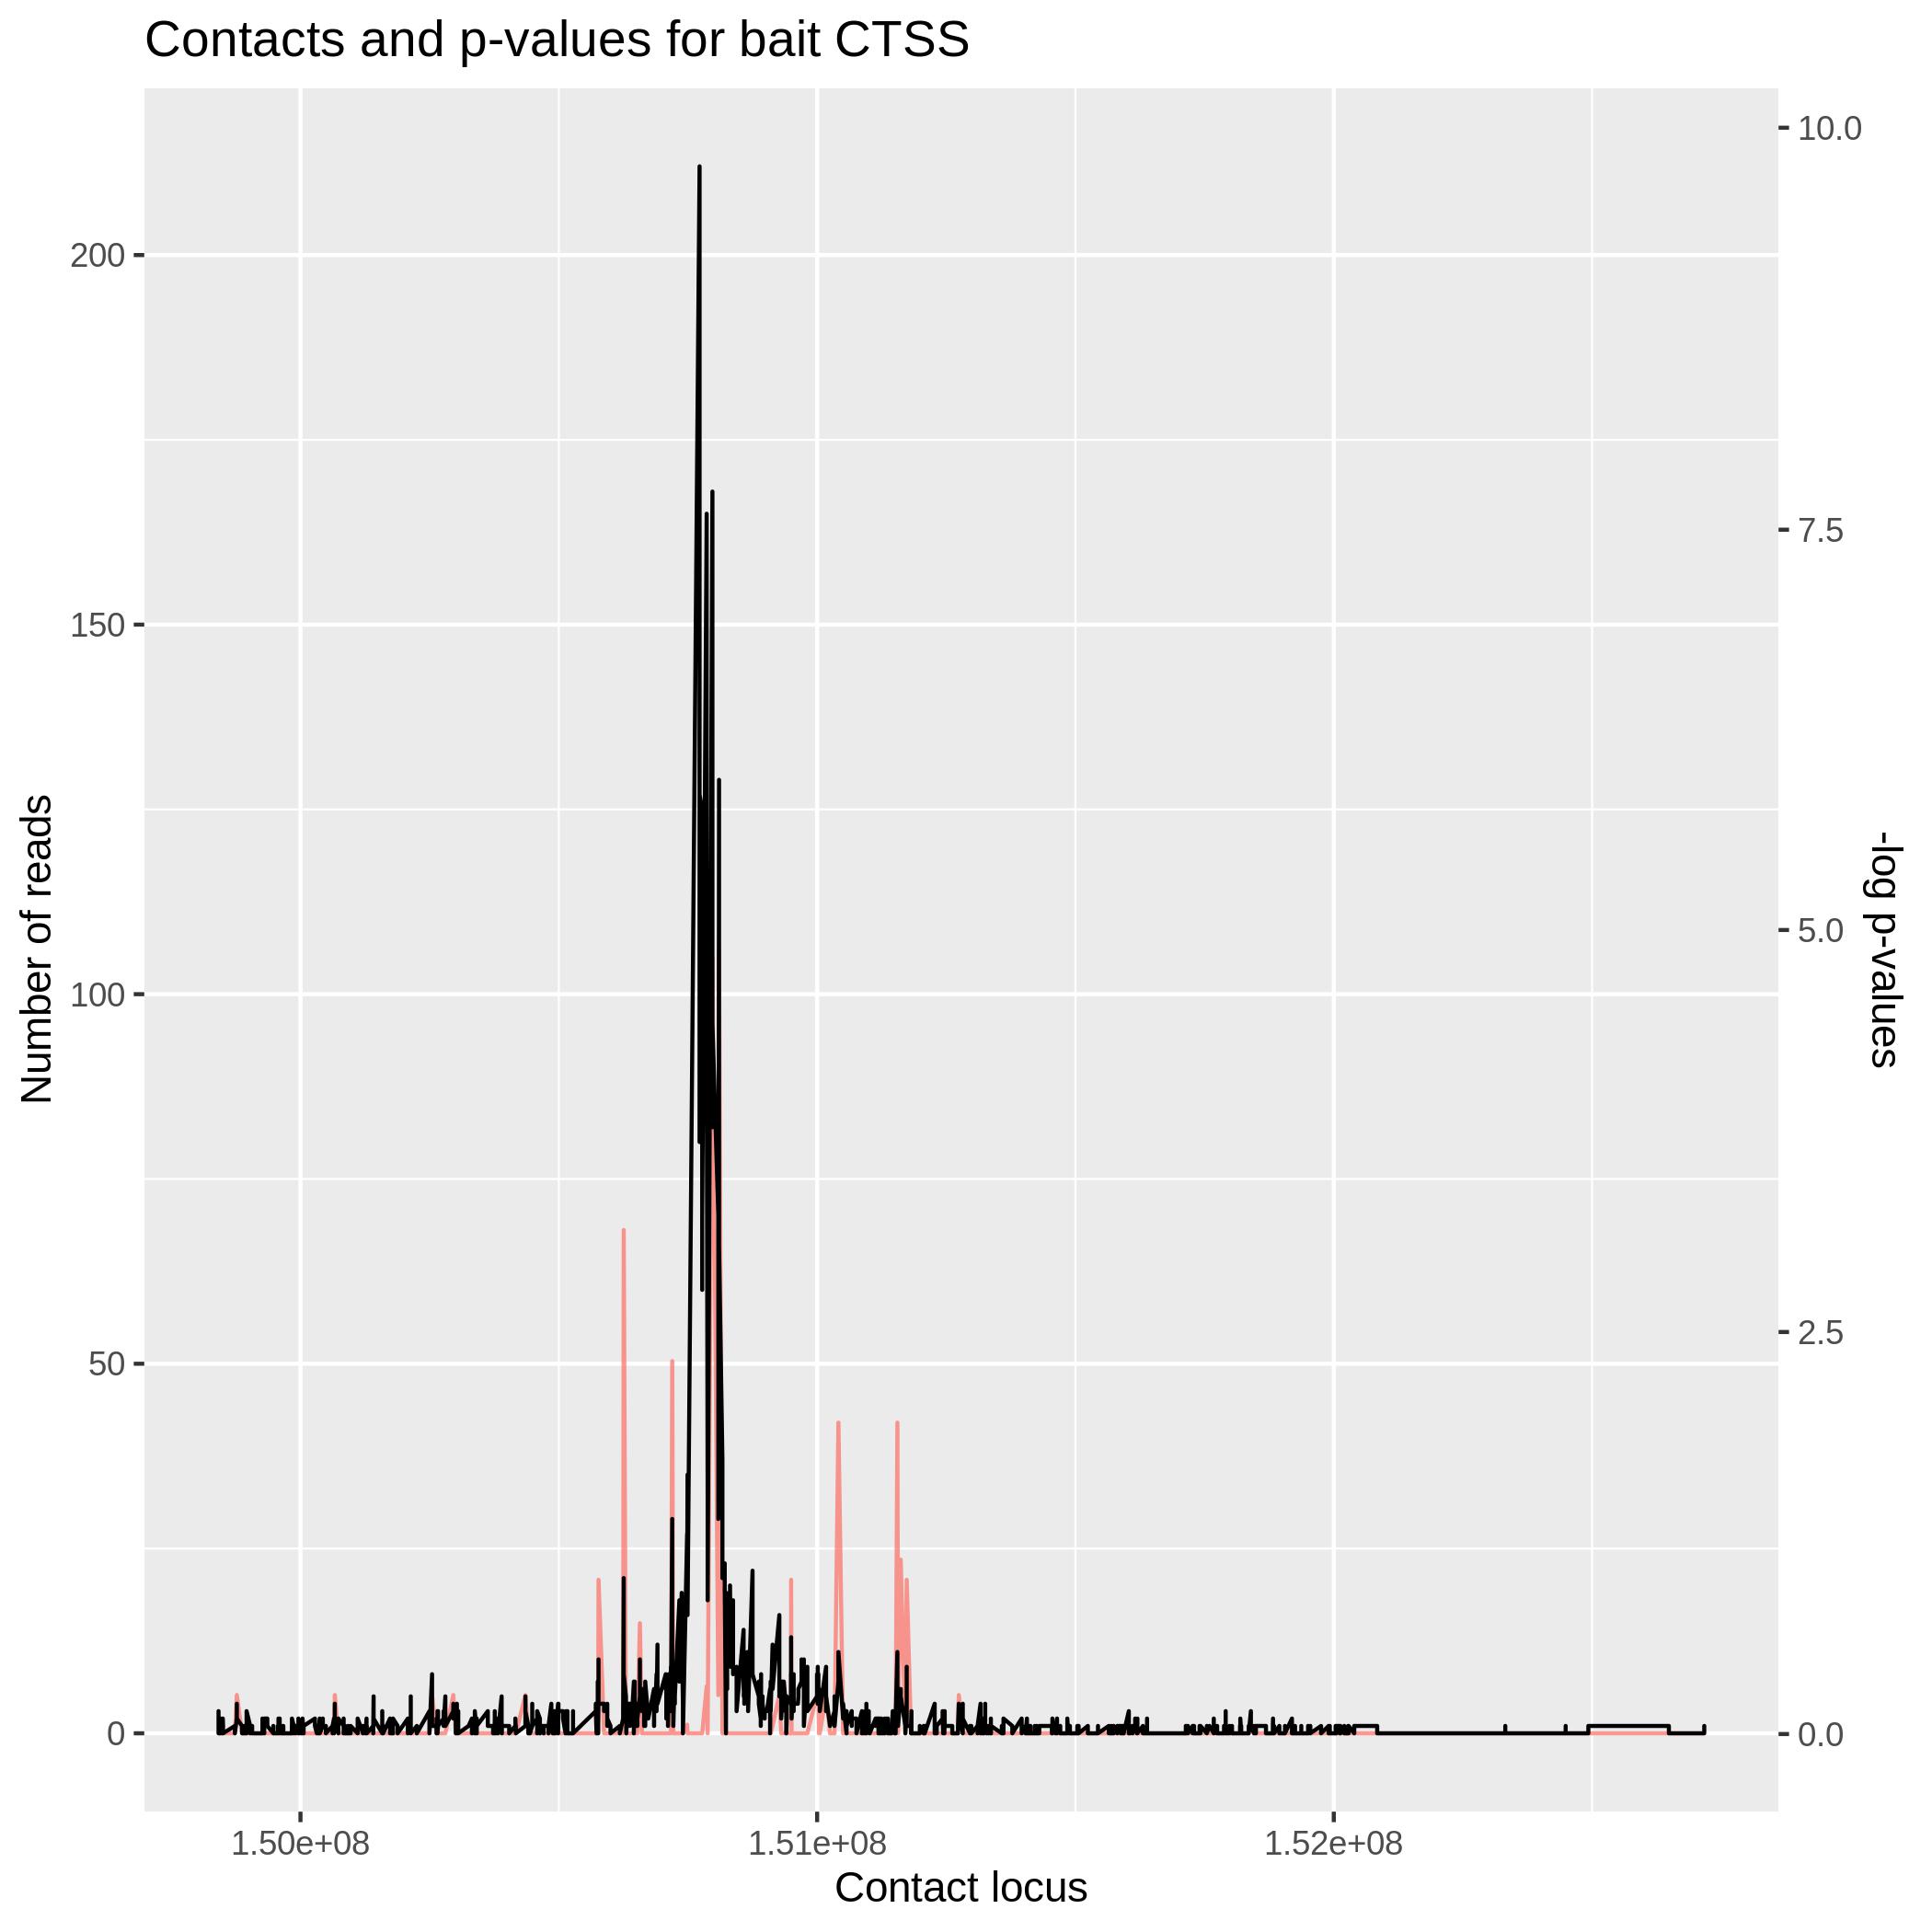 Contacts and p-values for bait CTSS
Number of reads
200
150
100
50
0
10.0
7.5
5.0
2.5
0.0
-log p-values
1.50e+08
1.51e+08
1.52e+08
Contact locus